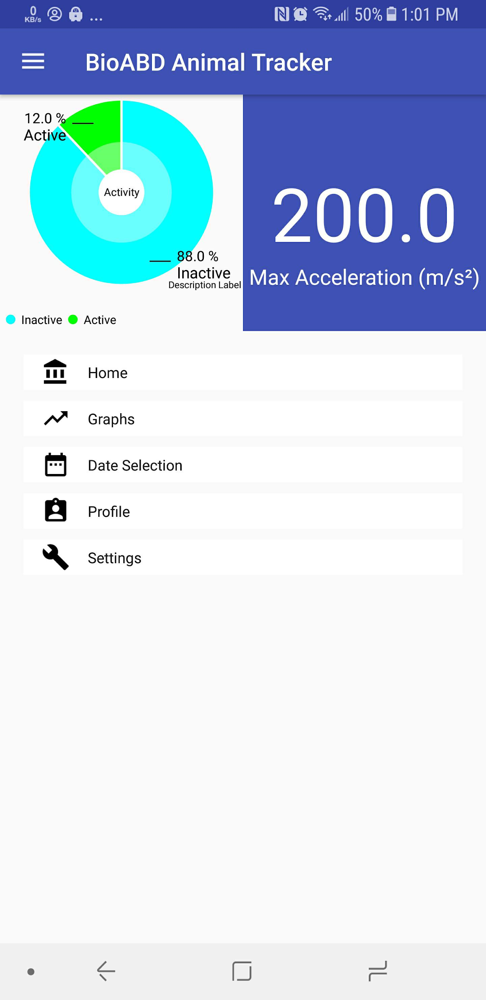 0
KB/s
...
50% 1:01 PM
BioABD Animal Tracker
12.0 %
Active
Activity
88.0 %
Inactive
Description Label
Inactive Active
200.0
Max Acceleration (m/s²)
Home
Graphs
Date Selection
Profile
Settings